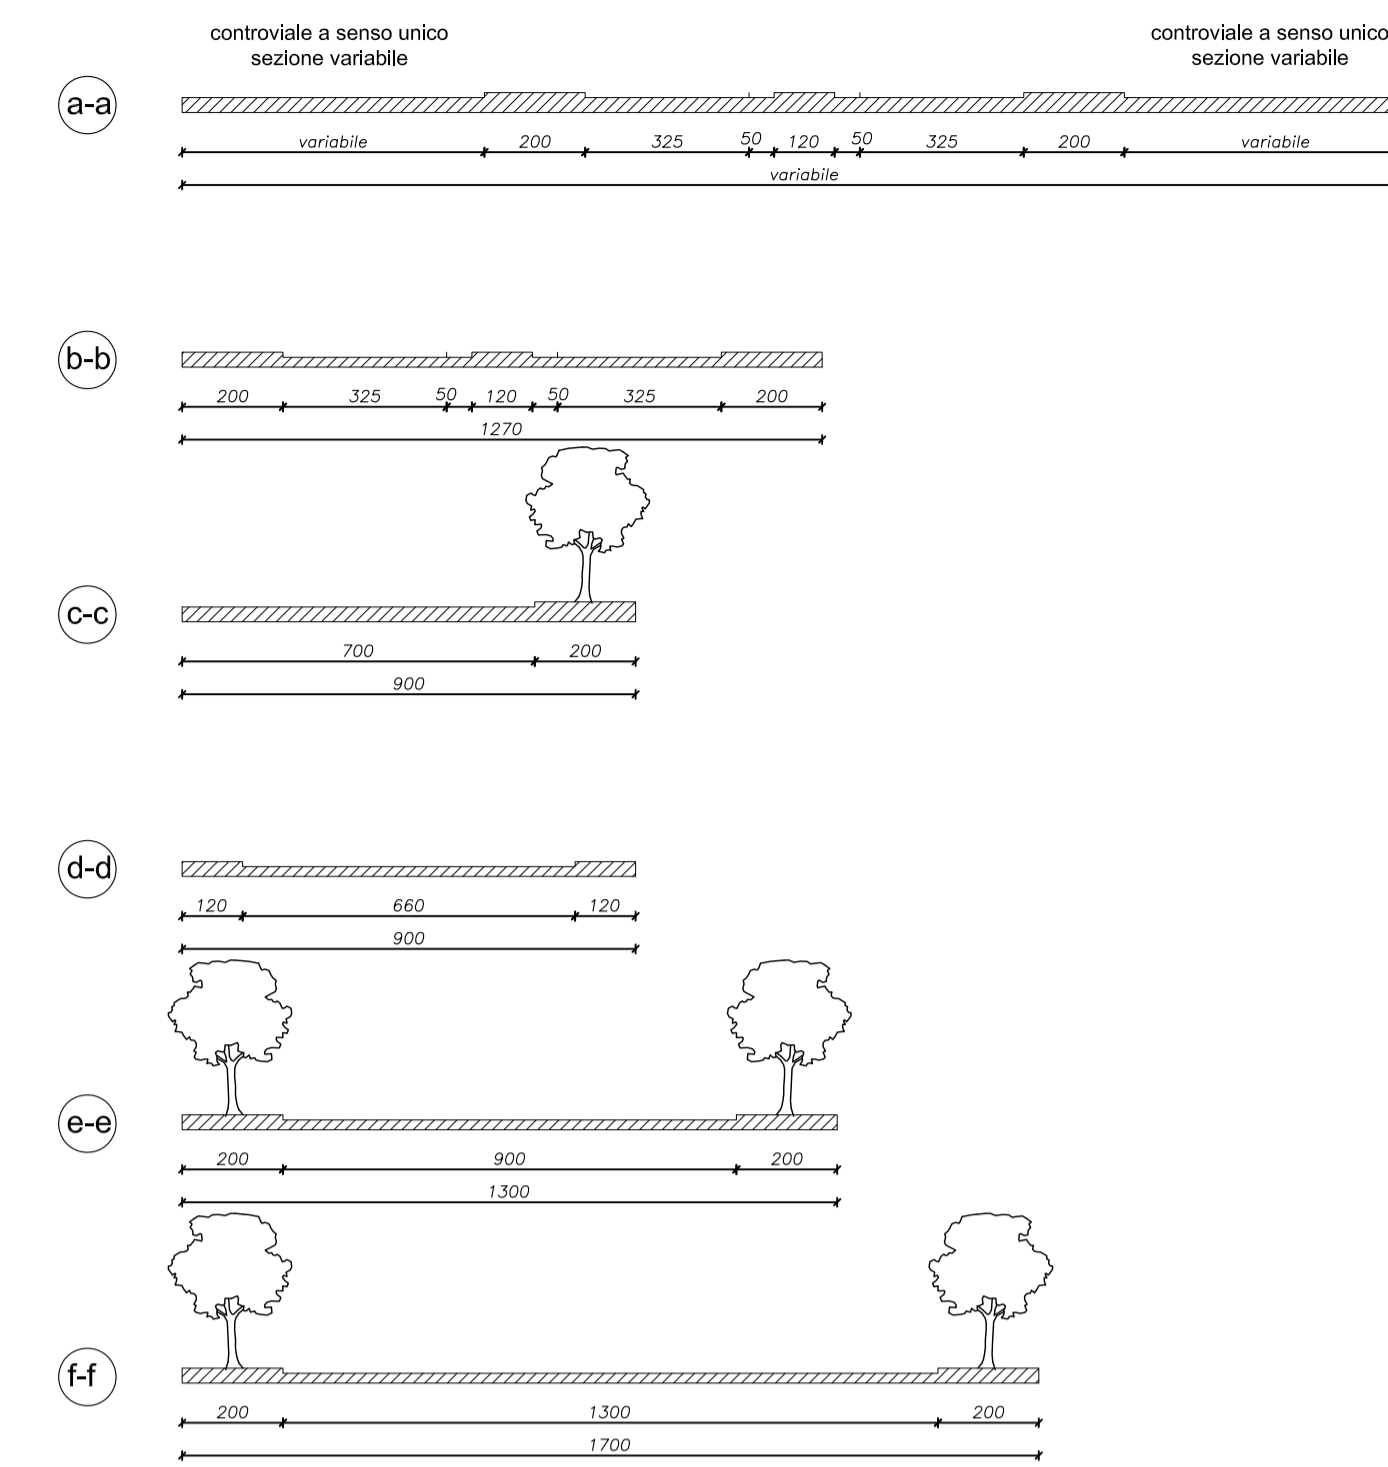 controviale a senso unico controviale a senso unico
sezione variabile sezione variabile
a-a
variabile 200 325 50 120 50 325 200 variabile
variabile
b-b
200 325 50 120 50 325 200
1270
c-c
700 200
900
d-d
120 660 120
900
e-e
200 900 200
1300
f-f
200 1300 200
1700